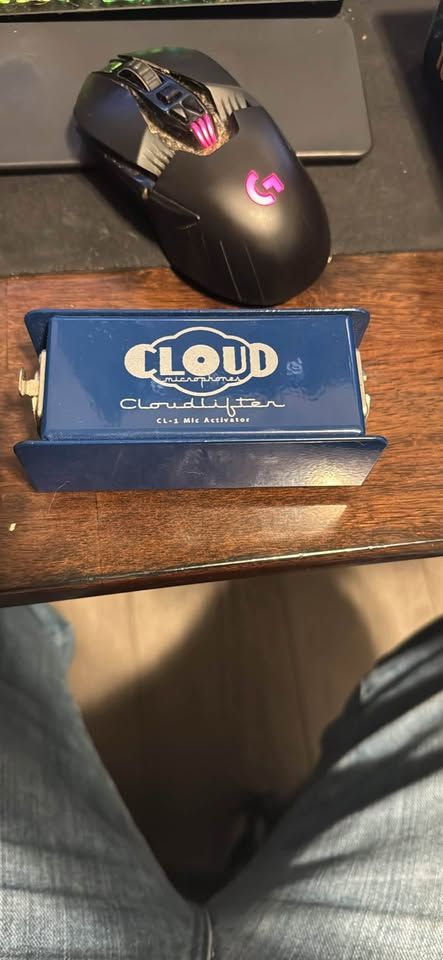 CLOUD
microphones
Cloudlifter
CL-1 Mic Activator